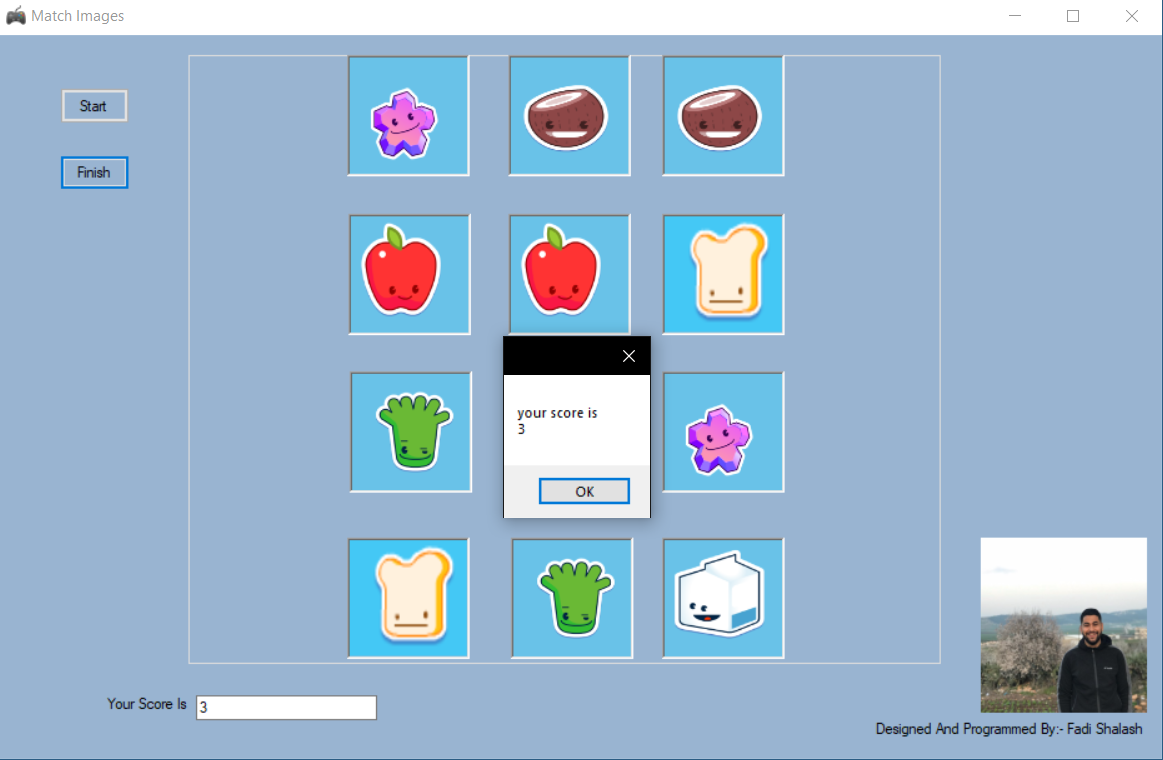 Match Images
Start
Finish
your score is
3
OK
Your Score Is 3
Designed And Programmed By:- Fadi Shalash